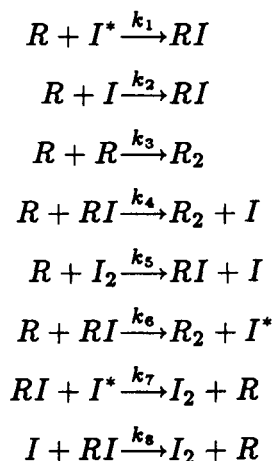 R + I* —k₁→ RI
R + I —k₂→ RI
R + R —k₃→ R₂
R + RI —k₄→ R₂ + I
R + I₂ —k₅→ RI + I
R + RI —k₆→ R₂ + I*
RI + I* —k₇→ I₂ + R
I + RI —k₈→ I₂ + R